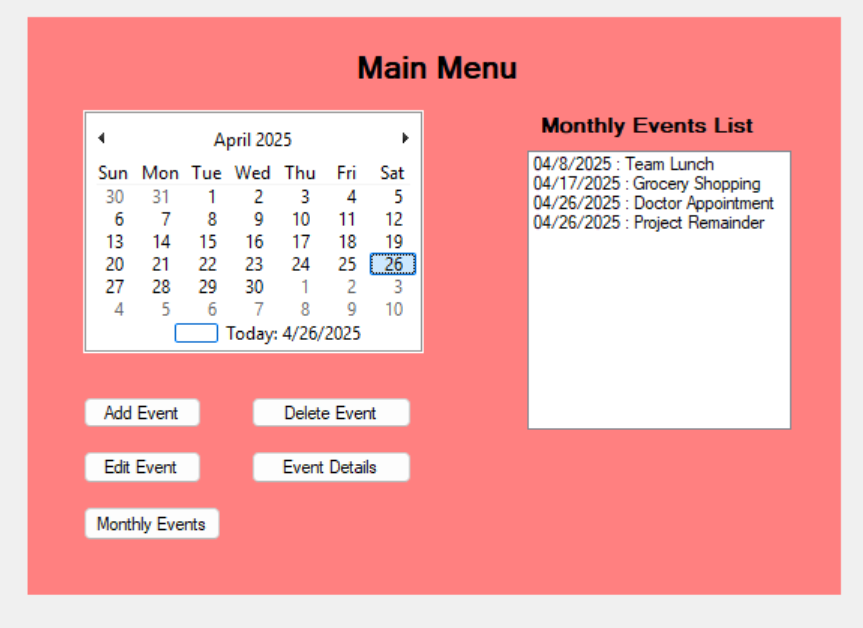 Main Menu
April 2025
Sun Mon Tue Wed Thu Fri Sat
30 31 1 2 3 4 5
6 7 8 9 10 11 12
13 14 15 16 17 18 19
20 21 22 23 24 25 26
27 28 29 30 1 2 3
4 5 6 7 8 9 10
Today: 4/26/2025
Monthly Events List
04/8/2025 : Team Lunch
04/17/2025 : Grocery Shopping
04/26/2025 : Doctor Appointment
04/26/2025 : Project Remainder
Add Event
Delete Event
Edit Event
Event Details
Monthly Events